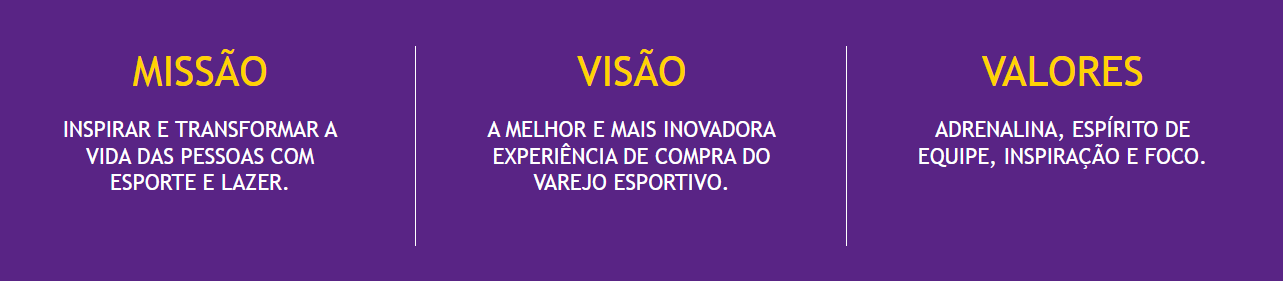 MISSÃO
INSPIRAR E TRANSFORMAR A
VIDA DAS PESSOAS COM
ESPORTE E LAZER.
VISÃO
A MELHOR E MAIS INOVADORA
EXPERIÊNCIA DE COMPRA DO
VAREJO ESPORTIVO.
VALORES
ADRENALINA, ESPÍRITO DE
EQUIPE, INSPIRAÇÃO E FOCO.